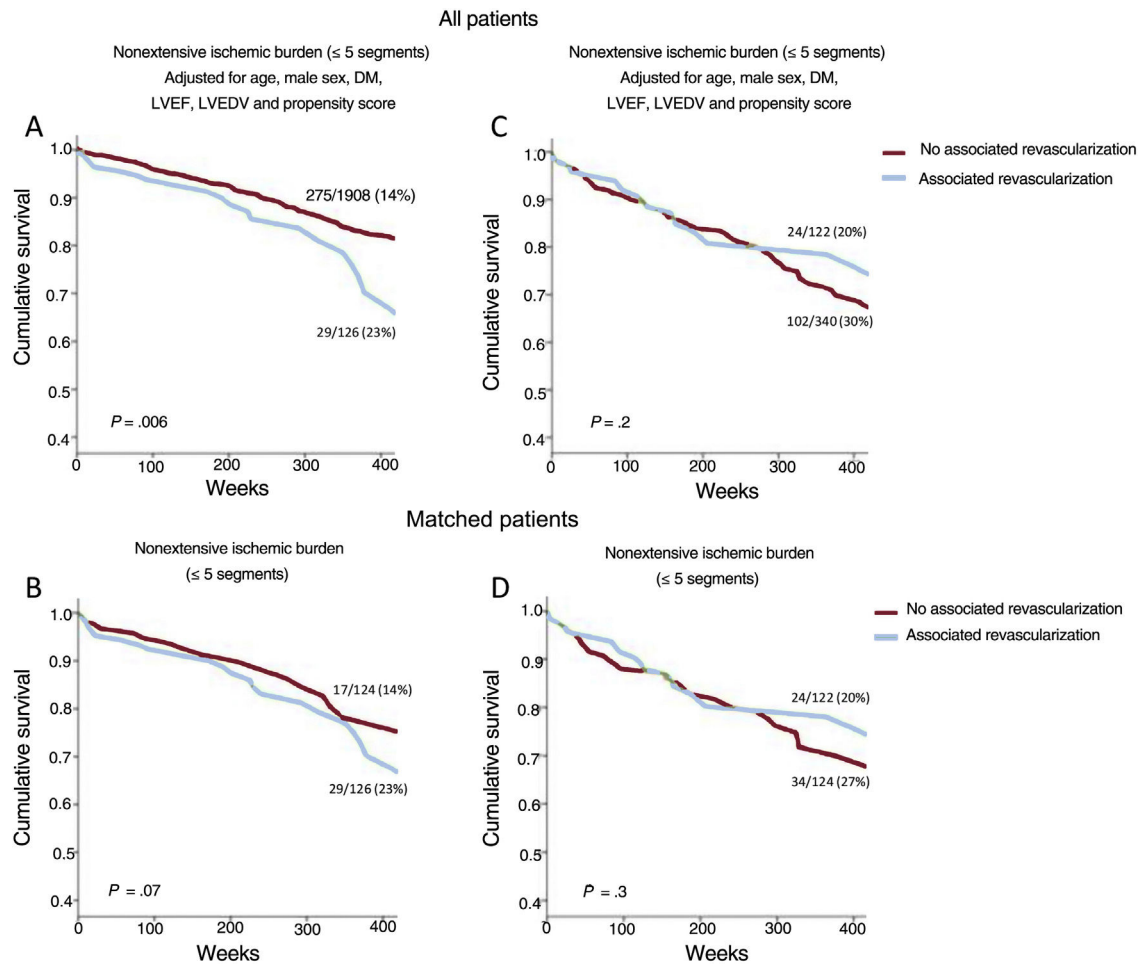 All patients
Nonextensive ischemic burden (≤ 5 segments)
Adjusted for age, male sex, DM,
LVEF, LVEDV and propensity score
A
1.0
0.9
0.8
0.7
0.6
0.5
0.4
Cumulative survival
275/1908 (14%)
29/126 (23%)
P = .006
0 100 200 300 400
Weeks
Nonextensive ischemic burden (≤ 5 segments)
Adjusted for age, male sex, DM,
LVEF, LVEDV and propensity score
C
1.0
0.9
0.8
0.7
0.6
0.5
0.4
Cumulative survival
24/122 (20%)
102/340 (30%)
P = .2
0 100 200 300 400
Weeks
No associated revascularization
Associated revascularization
Matched patients
Nonextensive ischemic burden
(≤ 5 segments)
B
1.0
0.9
0.8
0.7
0.6
0.5
0.4
Cumulative survival
17/124 (14%)
29/126 (23%)
P = .07
0 100 200 300 400
Weeks
Nonextensive ischemic burden
(≤ 5 segments)
D
1.0
0.9
0.8
0.7
0.6
0.5
0.4
Cumulative survival
24/122 (20%)
34/124 (27%)
P = .3
0 100 200 300 400
Weeks
No associated revascularization
Associated revascularization